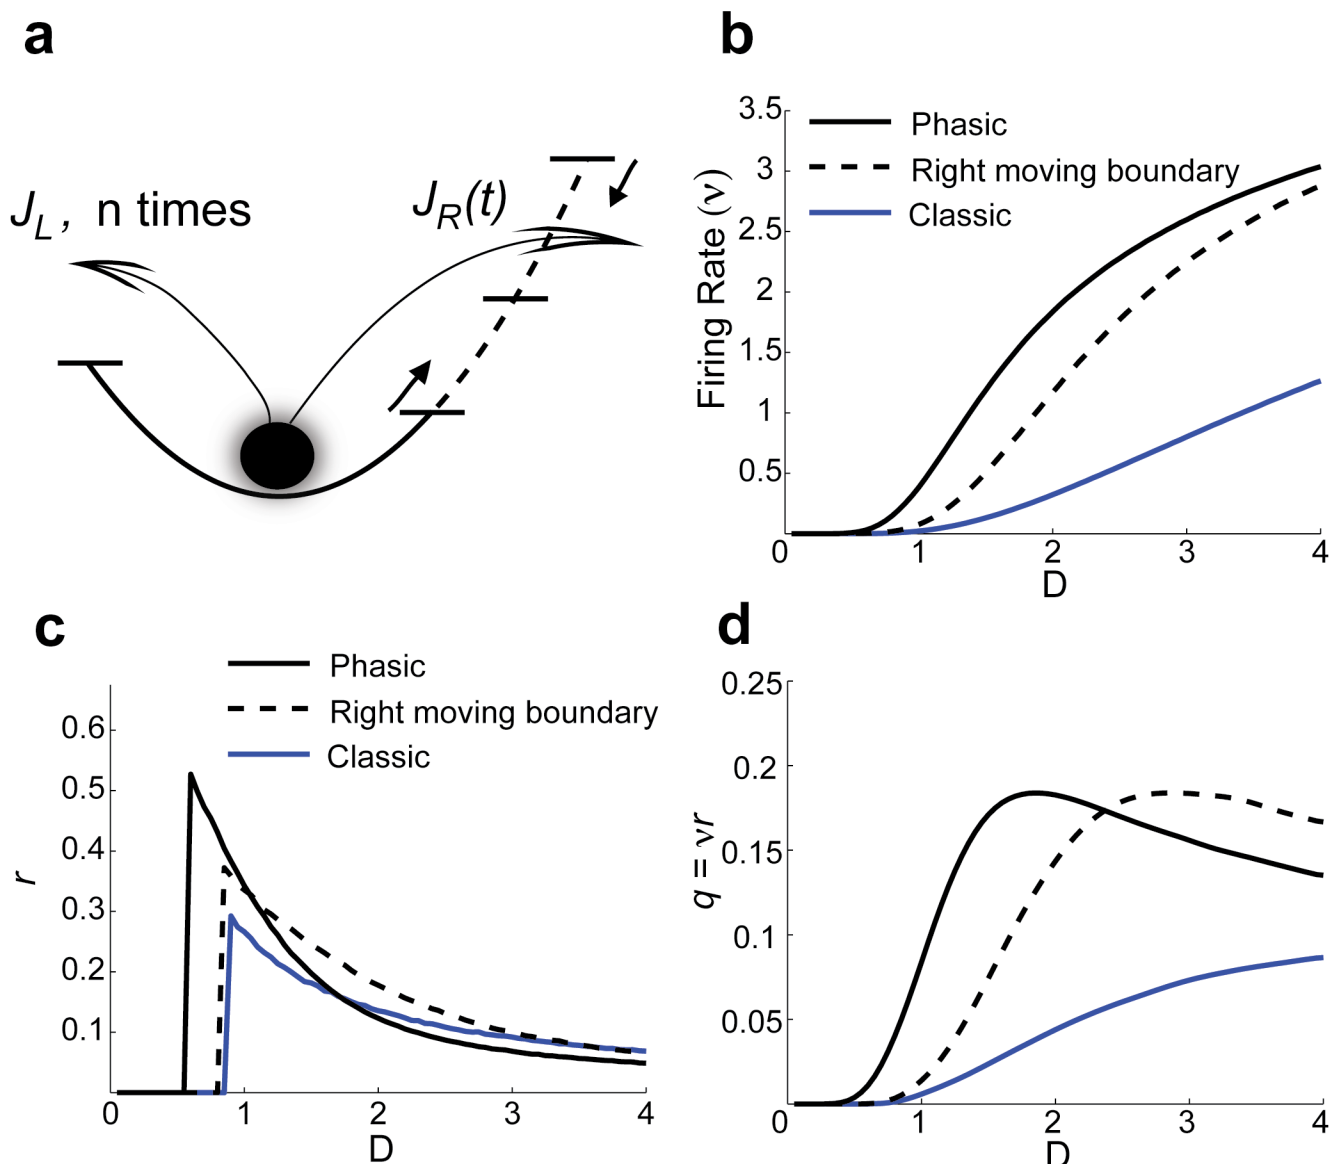 a
J_L, n times
J_R(t)
b
3.5
3
2.5
2
1.5
1
0.5
0
1
2
3
4
Firing Rate (ν)
D
Phasic
Right moving boundary
Classic
c
Phasic
Right moving boundary
Classic
0.6
0.5
0.4
0.3
0.2
0.1
0
1
2
3
4
r
D
d
0.25
0.2
0.15
0.1
0.05
0
1
2
3
4
q = νr
D